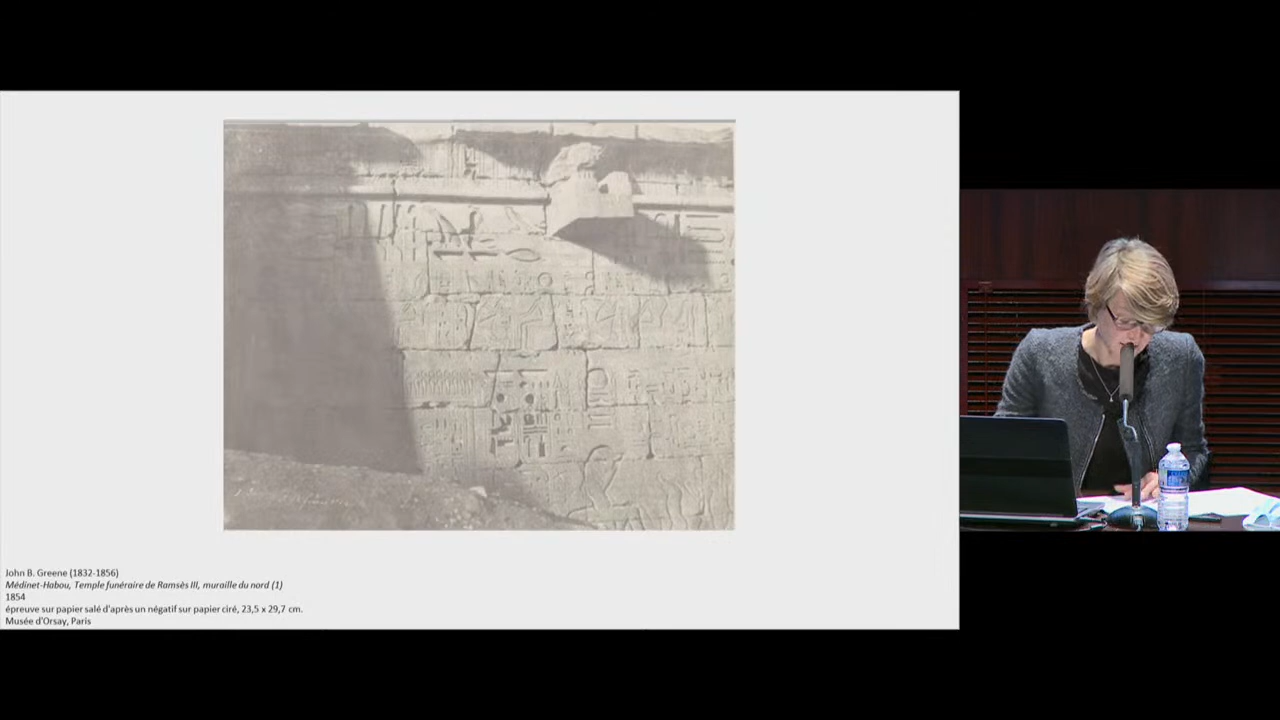 John B. Greene (1832-1856)
Médinet-Habou, Temple funéraire de Ramsès III, muraille du nord (1)
1854
épreuve sur papier salé d'après un négatif sur papier ciré, 23,5 x 29,7 cm.
Musée d'Orsay, Paris